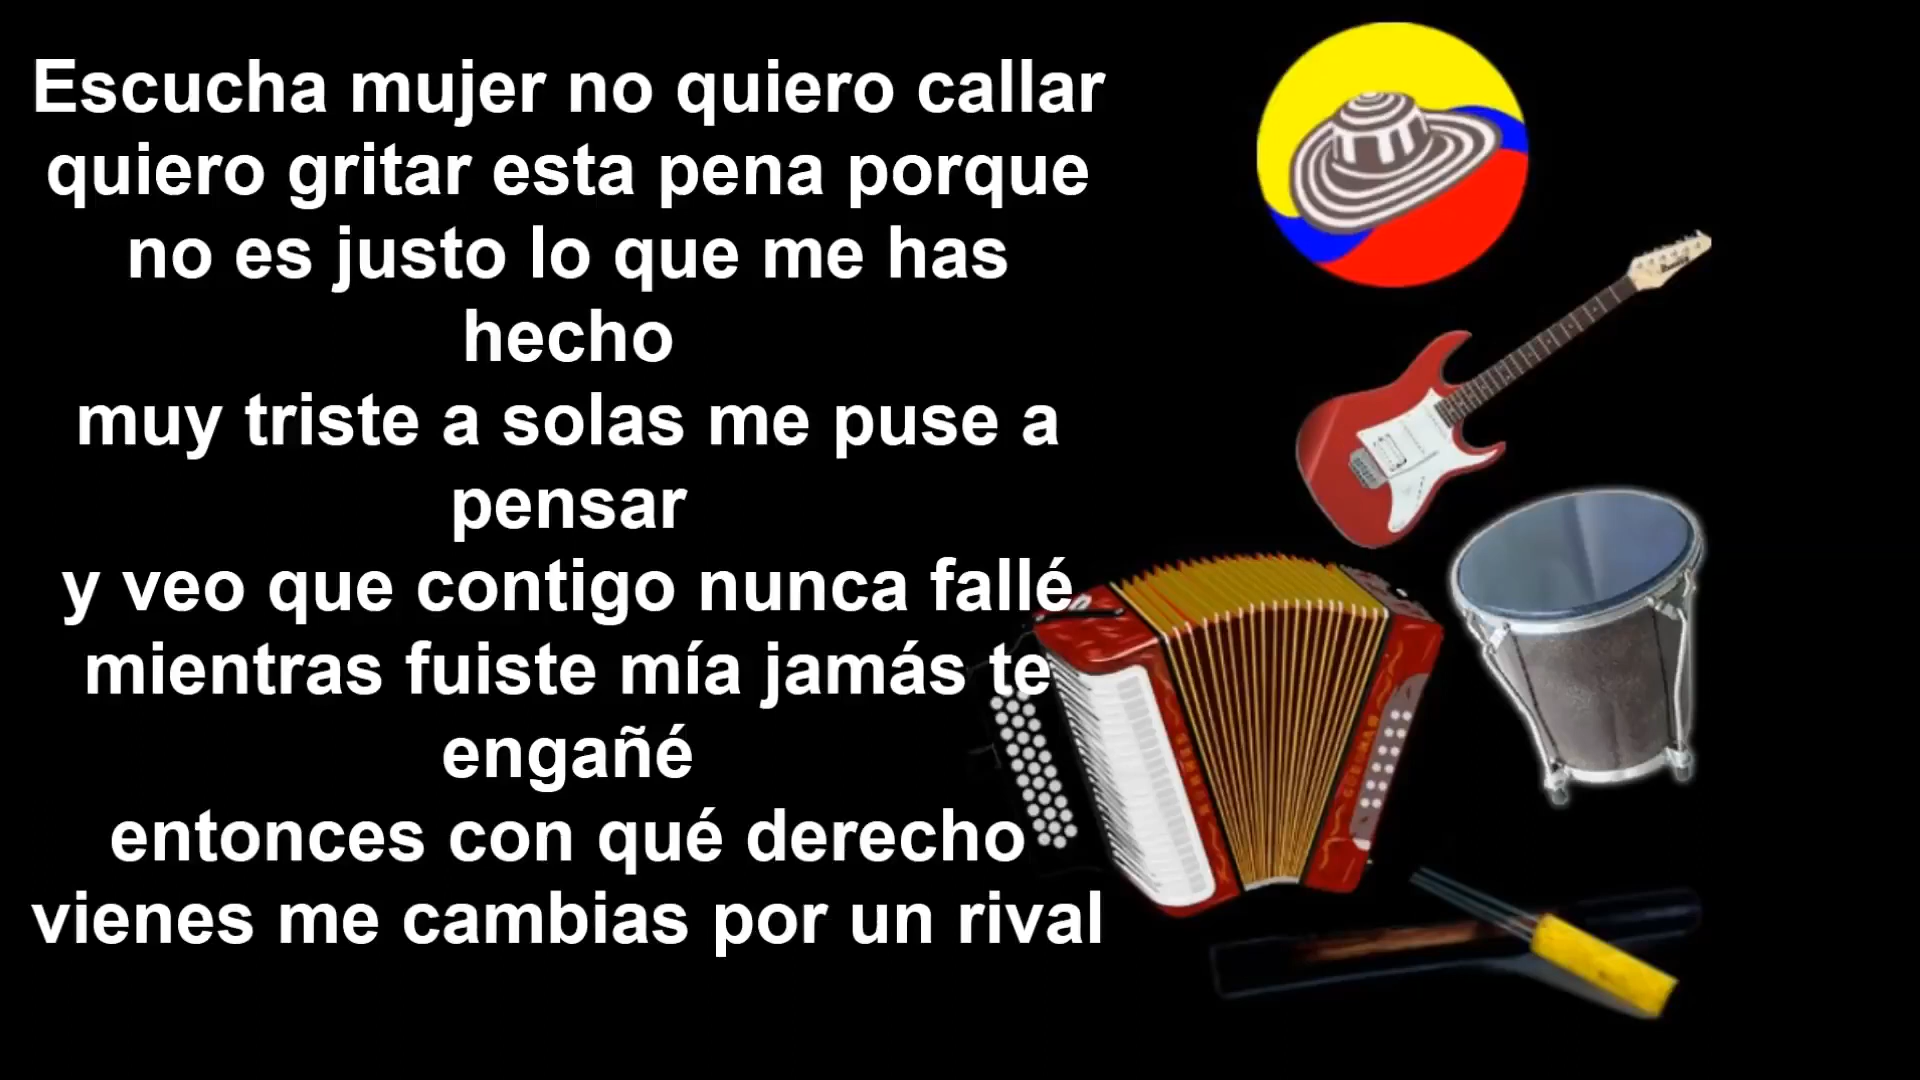 Escucha mujer no quiero callar
quiero gritar esta pena porque
no es justo lo que me has
hecho
muy triste a solas me puse a
pensar
y veo que contigo nunca fallé
mientras fuiste mía jamás te
engañé
entonces con qué derecho
vienes me cambias por un rival